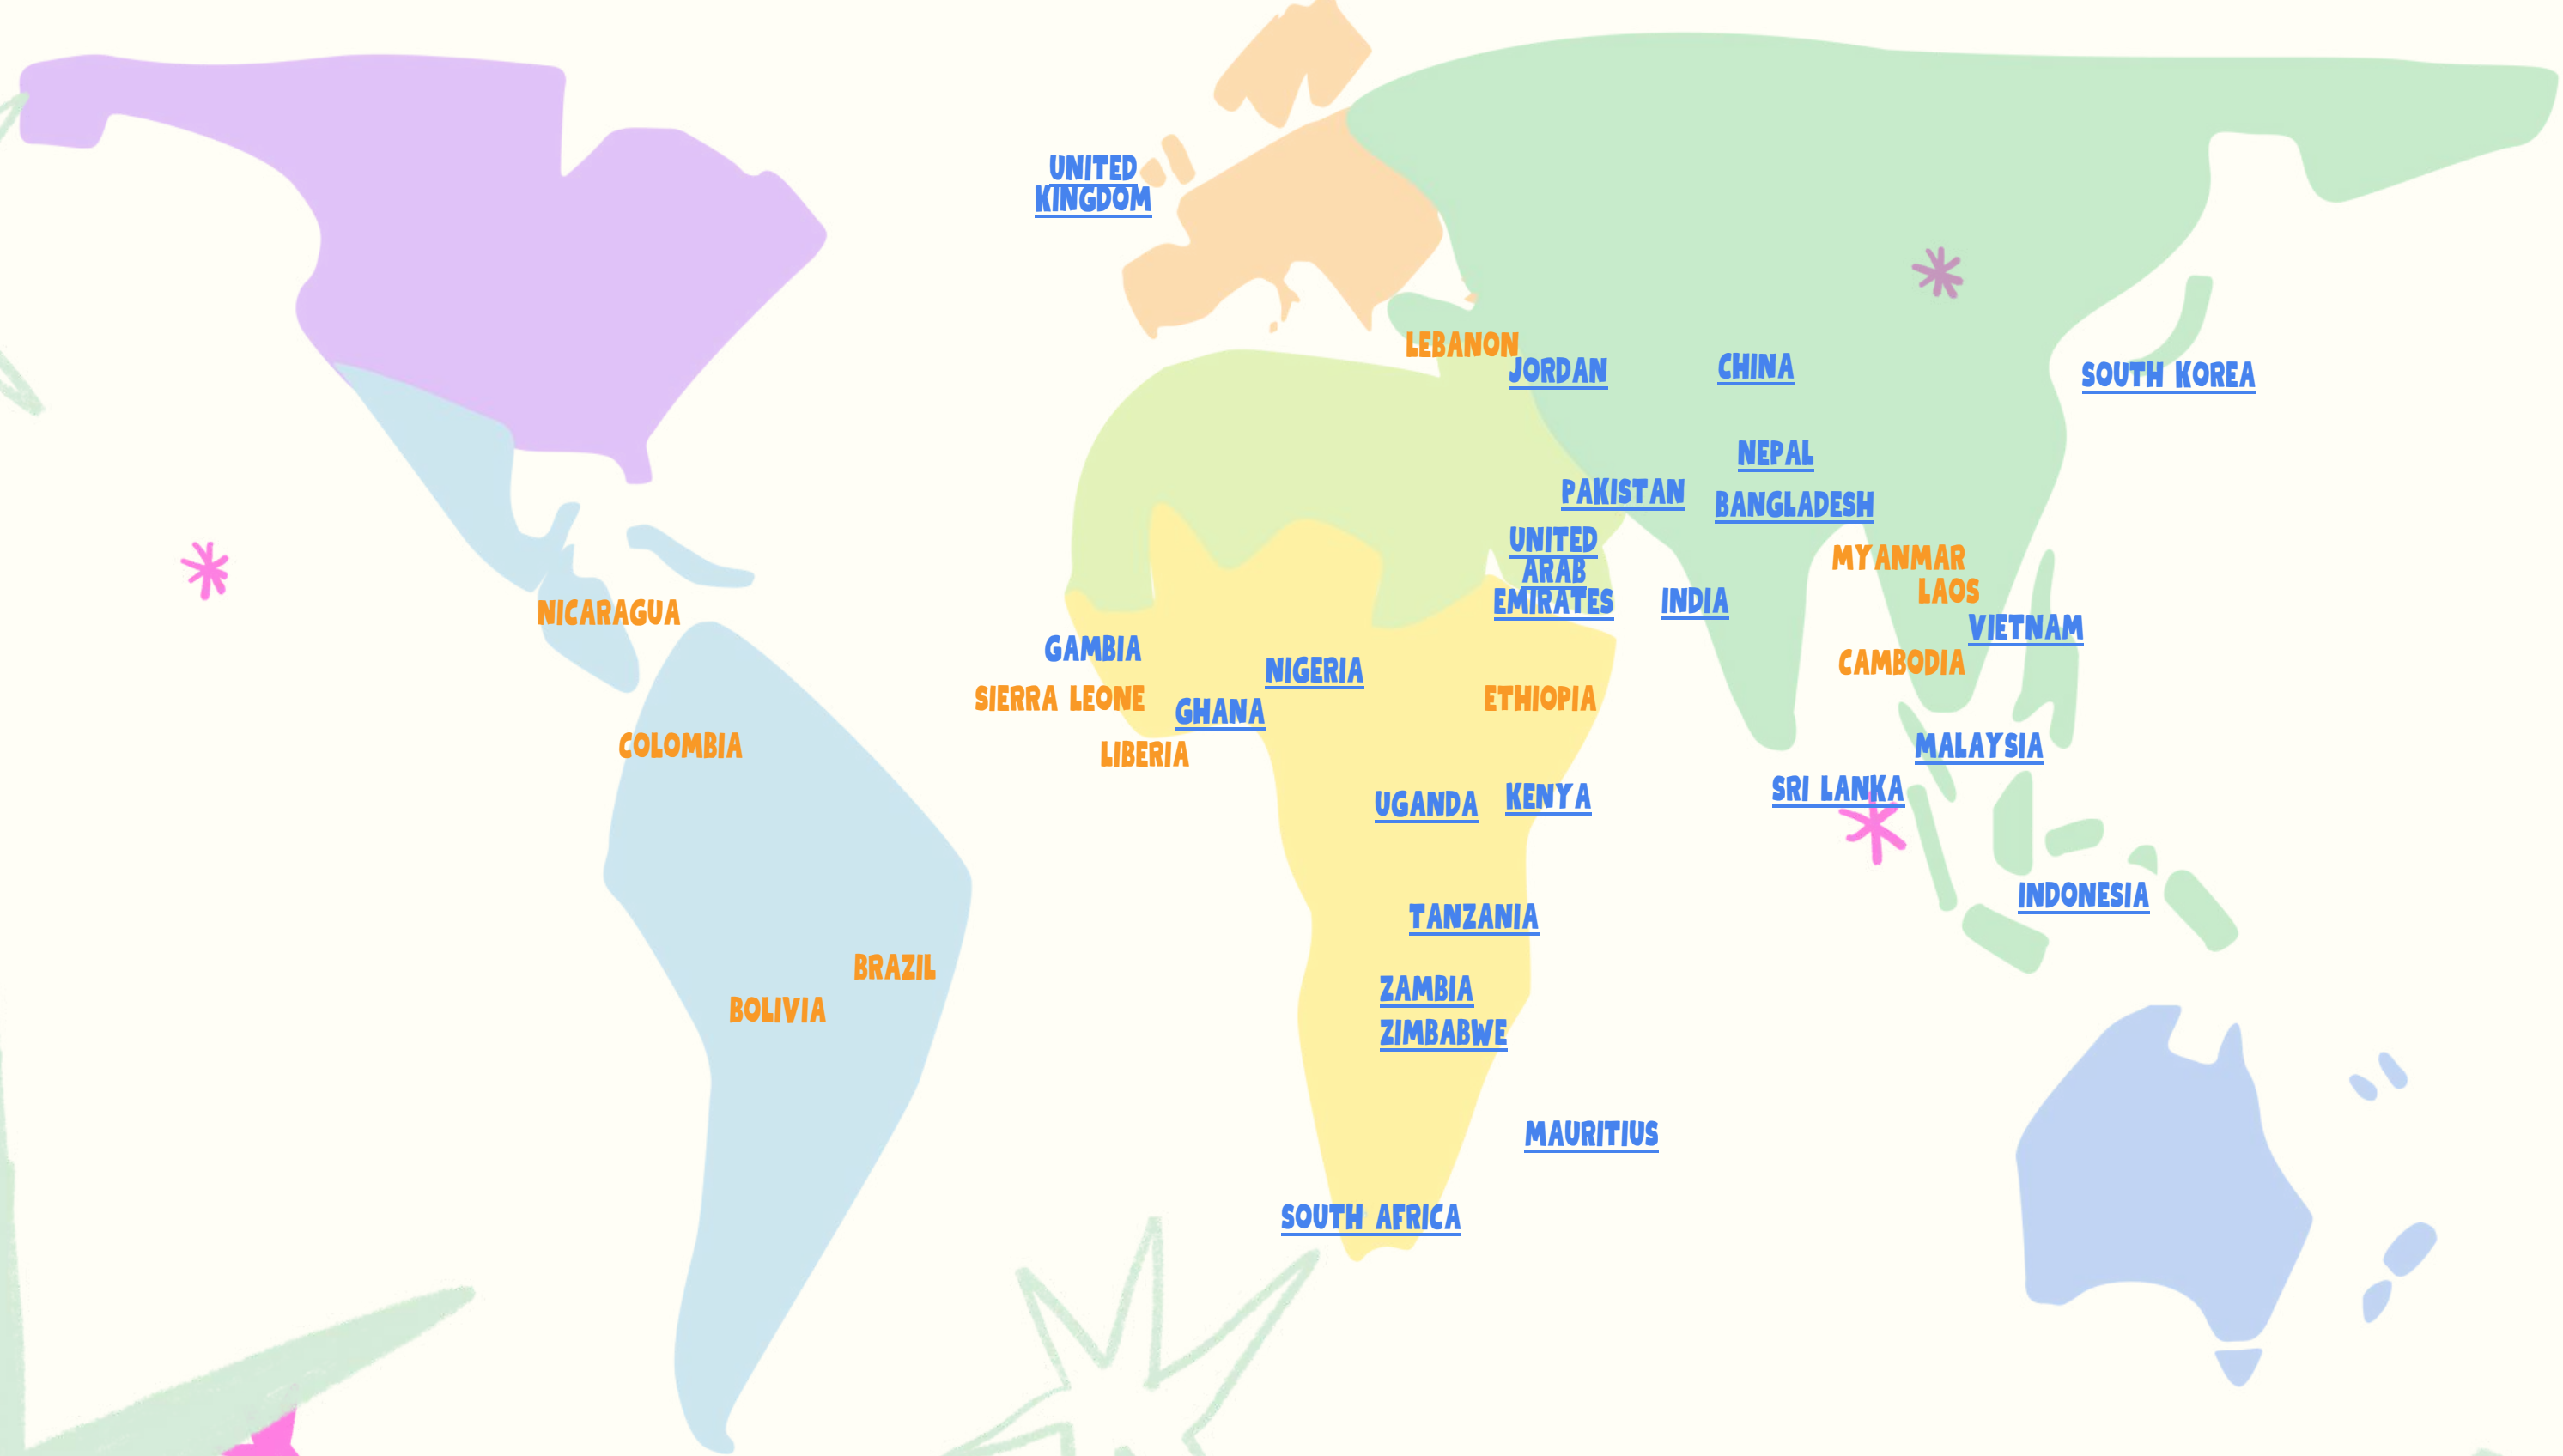 UNITED
KINGDOM
LEBANON
JORDAN
CHINA
SOUTH KOREA
NEPAL
PAKISTAN
BANGLADESH
UNITED
ARAB
EMIRATES
MYANMAR
LAOS
INDIA
NICARAGUA
VIETNAM
GAMBIA
CAMBODIA
NIGERIA
SIERRA LEONE
ETHIOPIA
GHANA
COLOMBIA
LIBERIA
MALAYSIA
SRI LANKA
UGANDA
KENYA
INDONESIA
TANZANIA
BRAZIL
ZAMBIA
BOLIVIA
ZIMBABWE
MAURITIUS
SOUTH AFRICA